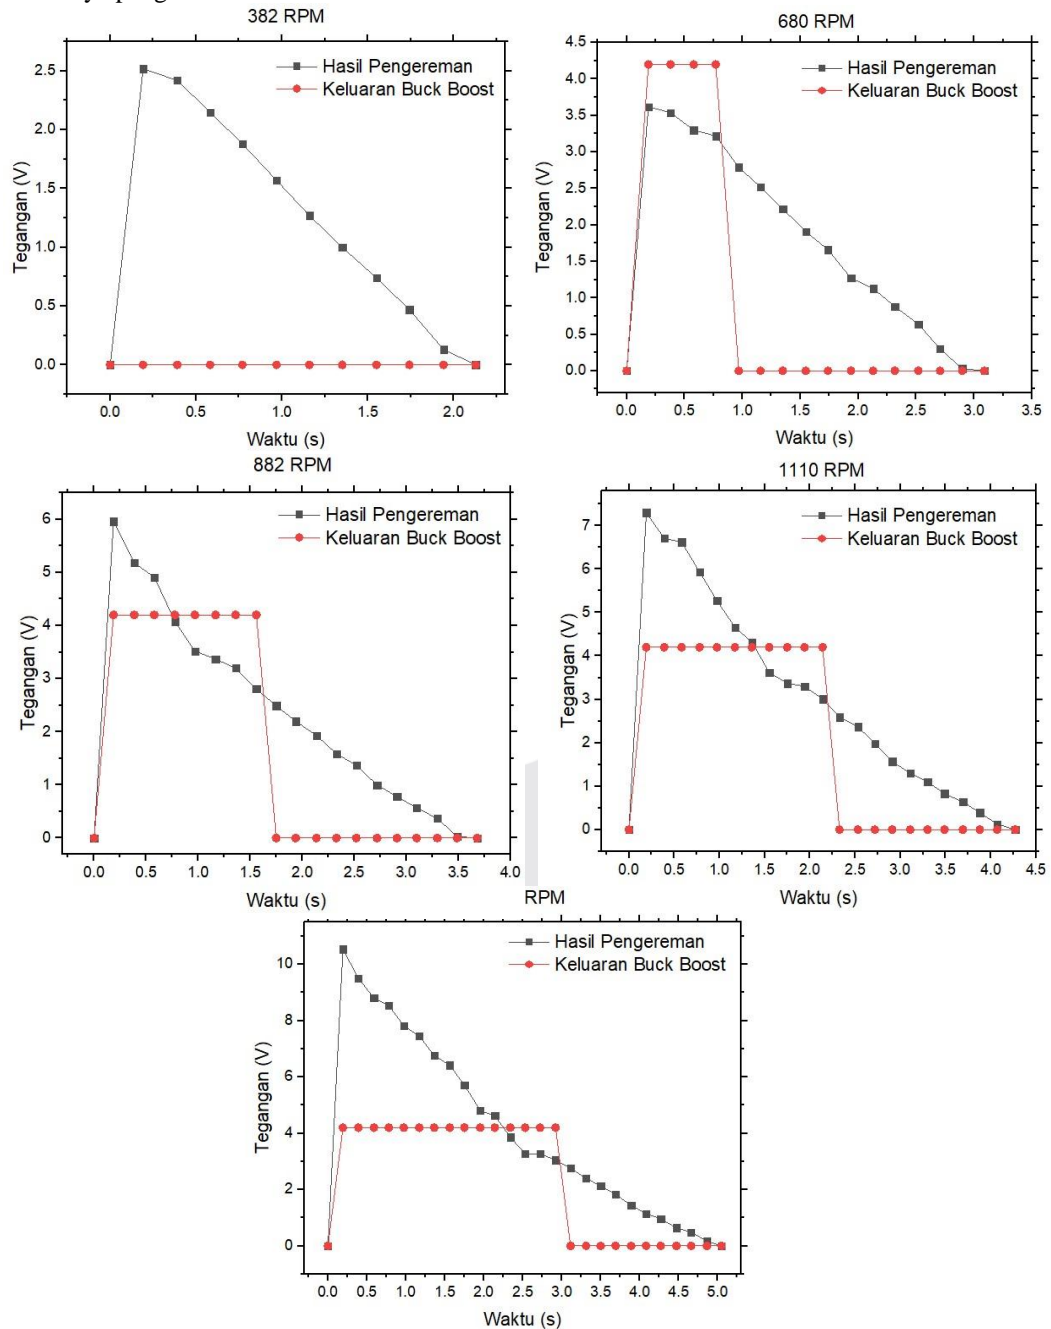 382 RPM
2.5
2.0
1.5
1.0
0.5
0.0
Tegangan (V)
Hasil Pengereman
Keluaran Buck Boost
0.0 0.5 1.0 1.5 2.0
Waktu (s)
680 RPM
4.5
4.0
3.5
3.0
2.5
2.0
1.5
1.0
0.5
0.0
Tegangan (V)
Hasil Pengereman
Keluaran Buck Boost
0.0 0.5 1.0 1.5 2.0 2.5 3.0 3.5
Waktu (s)
882 RPM
6
5
4
3
2
1
0
Tegangan (V)
Hasil Pengereman
Keluaran Buck Boost
0.0 0.5 1.0 1.5 2.0 2.5 3.0 3.5 4.0
Waktu (s)
1110 RPM
7
6
5
4
3
2
1
0
Tegangan (V)
Hasil Pengereman
Keluaran Buck Boost
0.0 0.5 1.0 1.5 2.0 2.5 3.0 3.5 4.0 4.5
Waktu (s)
RPM
10
8
6
4
2
0
Tegangan (V)
Hasil Pengereman
Keluaran Buck Boost
0.0 0.5 1.0 1.5 2.0 2.5 3.0 3.5 4.0 4.5 5.0
Waktu (s)